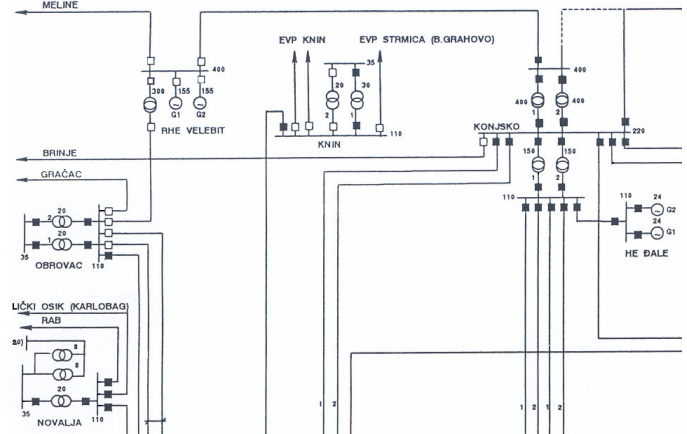 MELINE
400
300
155
155
G1
G2
RHE VELEBIT
EVP KNIN
EVP STRMICA (B.GRAHOVO)
35
20
30
2
1
110
KNIN
400
400
400
1
2
KONJSKO
220
150
150
1
2
110
110
24
G2
24
G1
HE ĐALE
BRINJE
GRAČAC
20
2
20
1
35
OBROVAC
110
LIČKI OSIK (KARLOBAG)
RAB
8
8
20
35
110
NOVALJA
1
2
1
2
1
2